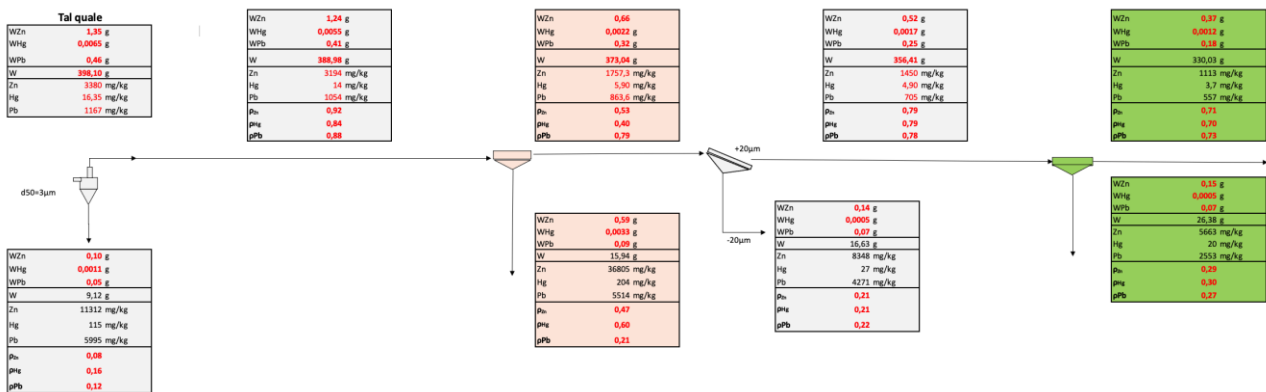 Tal quale
WZn 1,35 g
WHg 0,0065 g
WPb 0,46 g
W 398,10 g
Zn 3380 mg/kg
Hg 16,35 mg/kg
Pb 1167 mg/kg
WZn 1,24 g
WHg 0,0055 g
WPb 0,41 g
W 388,98 g
Zn 3194 mg/kg
Hg 14 mg/kg
Pb 1054 mg/kg
ρZn 0,92
ρHg 0,84
ρPb 0,88
WZn 0,66
WHg 0,0022 g
WPb 0,32 g
W 373,04 g
Zn 1757,3 mg/kg
Hg 5,90 mg/kg
Pb 863,6 mg/kg
ρZn 0,53
ρHg 0,40
ρPb 0,79
WZn 0,52 g
WHg 0,0017 g
WPb 0,25 g
W 356,41 g
Zn 1450 mg/kg
Hg 4,90 mg/kg
Pb 705 mg/kg
ρZn 0,79
ρHg 0,79
ρPb 0,78
WZn 0,37 g
WHg 0,0012 g
WPb 0,18 g
W 330,03 g
Zn 1113 mg/kg
Hg 3,7 mg/kg
Pb 557 mg/kg
ρZn 0,71
ρHg 0,70
ρPb 0,73
d50=3µm
+20µm
-20µm
WZn 0,10 g
WHg 0,0011 g
WPb 0,05 g
W 9,12 g
Zn 11312 mg/kg
Hg 115 mg/kg
Pb 5995 mg/kg
ρZn 0,08
ρHg 0,16
ρPb 0,12
WZn 0,59 g
WHg 0,0033 g
WPb 0,09 g
W 15,94 g
Zn 36805 mg/kg
Hg 204 mg/kg
Pb 5514 mg/kg
ρZn 0,47
ρHg 0,60
ρPb 0,21
WZn 0,14 g
WHg 0,0005 g
WPb 0,07 g
W 16,63 g
Zn 8348 mg/kg
Hg 27 mg/kg
Pb 4271 mg/kg
ρZn 0,21
ρHg 0,21
ρPb 0,22
WZn 0,15 g
WHg 0,0005 g
WPb 0,07 g
W 26,38 g
Zn 5663 mg/kg
Hg 20 mg/kg
Pb 2553 mg/kg
ρZn 0,29
ρHg 0,30
ρPb 0,27